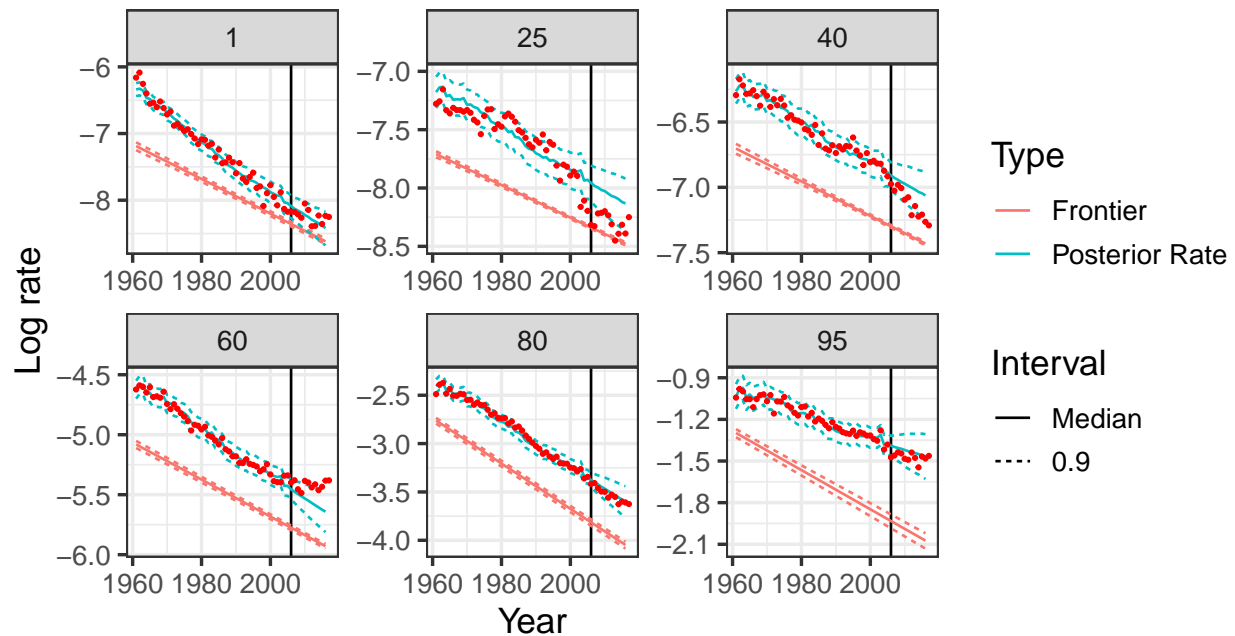 1
25
40
−6
−7
−8
−7.0
−7.5
−8.0
−8.5
−6.5
−7.0
−7.5
1960 1980 2000
1960 1980 2000
1960 1980 2000
60
80
95
−4.5
−5.0
−5.5
−6.0
−2.5
−3.0
−3.5
−4.0
−0.9
−1.2
−1.5
−1.8
−2.1
1960 1980 2000
1960 1980 2000
1960 1980 2000
Log rate
Year
Type
Frontier
Posterior Rate
Interval
Median
0.9